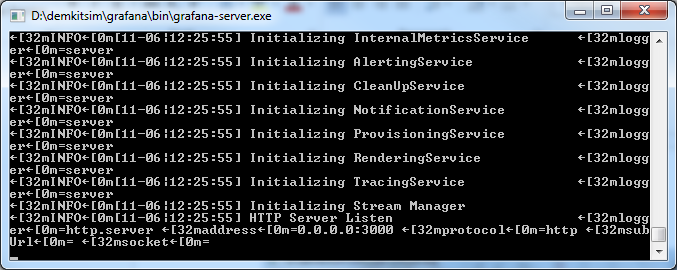 D:\demkitsim\grafana\bin\grafana-server.exe
←[32mINFO←[0m[11-06¦12:25:55] Initializing InternalMetricsService ←[32mlogg
er←[0m=server
←[32mINFO←[0m[11-06¦12:25:55] Initializing AlertingService ←[32mlogg
er←[0m=server
←[32mINFO←[0m[11-06¦12:25:55] Initializing CleanUpService ←[32mlogg
er←[0m=server
←[32mINFO←[0m[11-06¦12:25:55] Initializing NotificationService ←[32mlogg
er←[0m=server
←[32mINFO←[0m[11-06¦12:25:55] Initializing ProvisioningService ←[32mlogg
er←[0m=server
←[32mINFO←[0m[11-06¦12:25:55] Initializing RenderingService ←[32mlogg
er←[0m=server
←[32mINFO←[0m[11-06¦12:25:55] Initializing TracingService ←[32mlogg
er←[0m=server
←[32mINFO←[0m[11-06¦12:25:55] Initializing Stream Manager
←[32mINFO←[0m[11-06¦12:25:55] HTTP Server Listen ←[32mlogg
er←[0m=http.server ←[32maddress←[0m=0.0.0.0:3000 ←[32mprotocol←[0m=http ←[32msub
Url←[0m= ←[32msocket←[0m=